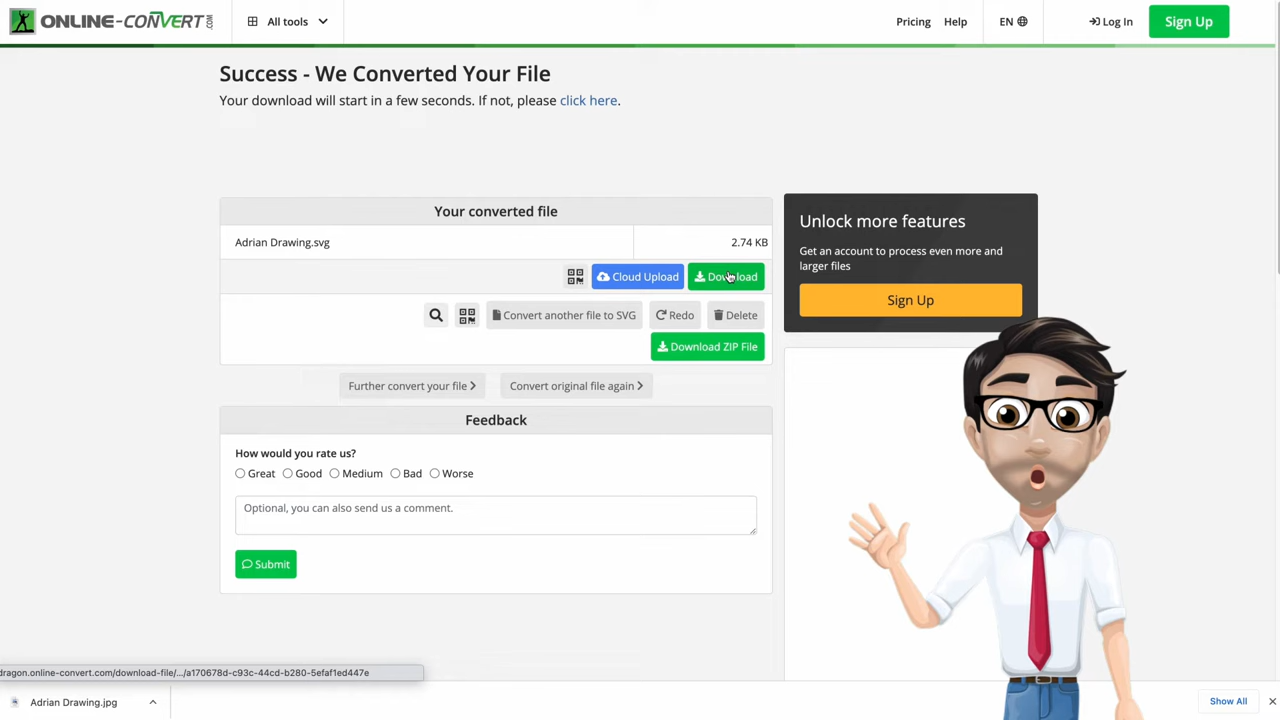 ONLINE-CONVERT.COM
All tools
Pricing
Help
EN
Log In
Sign Up
Success - We Converted Your File
Your download will start in a few seconds. If not, please click here.
Your converted file
Adrian Drawing.svg
2.74 KB
Cloud Upload
Download
Convert another file to SVG
Redo
Delete
Download ZIP File
Further convert your file
Convert original file again
Unlock more features
Get an account to process even more and
larger files
Sign Up
Feedback
How would you rate us?
Great
Good
Medium
Bad
Worse
Optional, you can also send us a comment.
Submit
dragon.online-convert.com/download-file/.../a170678d-c93c-44cd-b280-5efaf1ed447e
Adrian Drawing.jpg
Show All